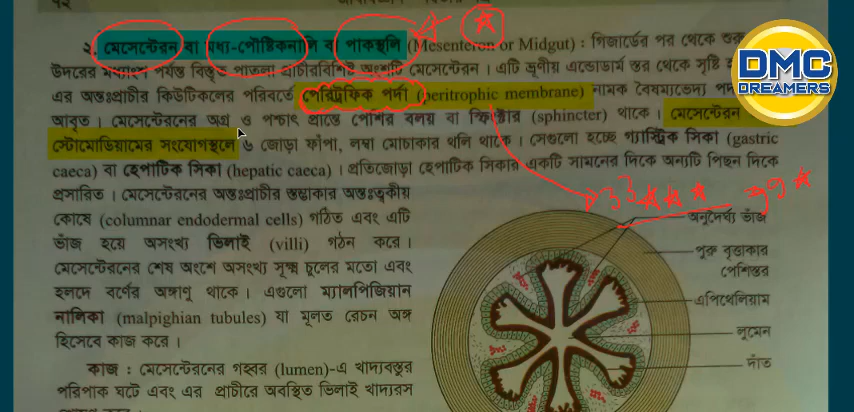 ৭২
২. মেসেন্টেরন বা মধ্য-পৌষ্টিকনালি বা পাকস্থলি (Mesenteron or Midgut) : গিজার্ডের পর থেকে শুরু
উদরের মধ্যাংশ পর্যন্ত বিস্তৃত পাতলা প্রাচীরবিশিষ্ট অংশটি মেসেন্টেরন। এটি ভ্রূণীয় এন্ডোডার্ম স্তর থেকে সৃষ্টি
এর অন্তঃপ্রাচীর কিউটিকলের পরিবর্তে পেরিট্রফিক পর্দা (peritrophic membrane) নামক বৈষম্যভেদ্য
আবৃত। মেসেন্টেরনের অগ্র ও পশ্চাৎ প্রান্তে পেশির বলয় বা স্ফিংক্টার (sphincter) থাকে। মেসেন্টেরন
স্টোমোডিয়ামের সংযোগস্থলে ৬ জোড়া ফাঁপা, লম্বা মোচাকার থলি থাকে। সেগুলো হচ্ছে গ্যাস্ট্রিক সিকা (gastric
caeca) বা হেপাটিক সিকা (hepatic caeca)। প্রতিজোড়া হেপাটিক সিকার একটি সামনের দিকে অন্যটি পিছন দিকে
প্রসারিত। মেসেন্টেরনের অন্তঃপ্রাচীর স্তম্ভাকার অন্তঃত্বকীয়
কোষে (columnar endodermal cells) গঠিত এবং এটি
ভাঁজ হয়ে অসংখ্য ভিলাই (villi) গঠন করে।
মেসেন্টেরনের শেষ অংশে অসংখ্য সূক্ষ্ম চুলের মতো এবং
হলদে বর্ণের অঙ্গাণু থাকে। এগুলো ম্যালপিজিয়ান
নালিকা (malpighian tubules) যা মূলত রেচন অঙ্গ
হিসেবে কাজ করে।
কাজ : মেসেন্টেরনের গহ্বর (lumen)-এ খাদ্যবস্তুর
পরিপাক ঘটে এবং এর প্রাচীরে অবস্থিত ভিলাই খাদ্যরস
অনুদৈর্ঘ্য ভাঁজ
পুরু বৃত্তাকার
পেশিস্তর
এপিথেলিয়াম
লুমেন
দাঁত
DMC
DREAMERS